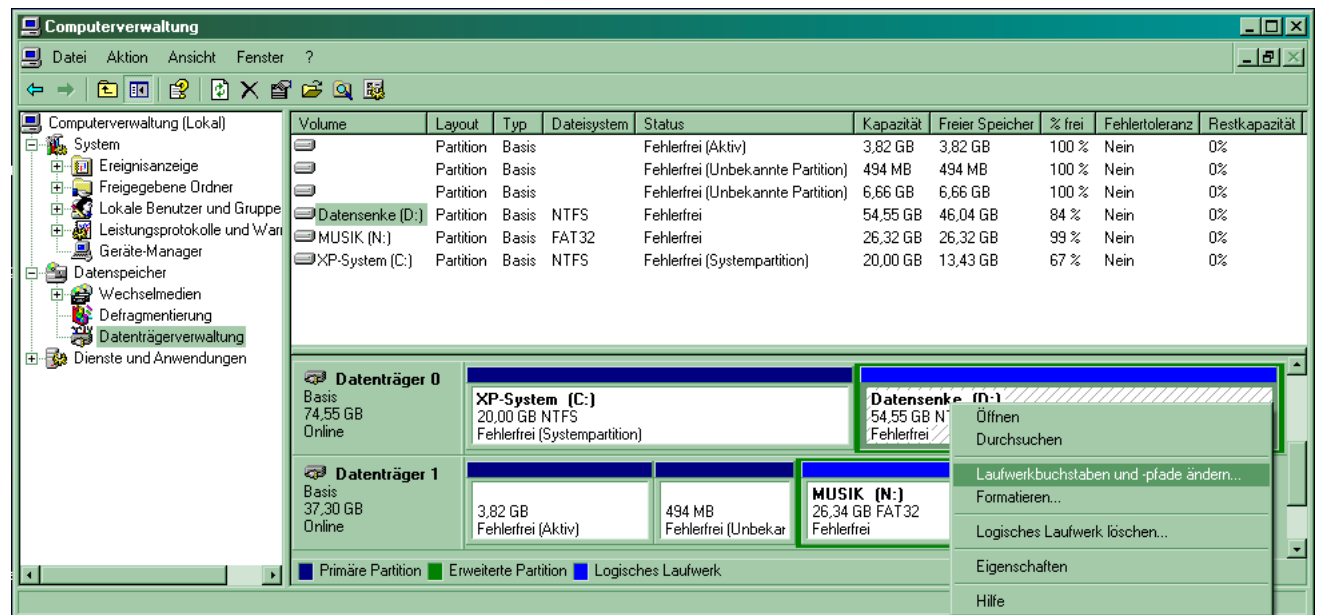 Computerverwaltung
Datei Aktion Ansicht Fenster ?
Computerverwaltung (Lokal)
System
Ereignisanzeige
Freigegebene Ordner
Lokale Benutzer und Gruppe
Leistungsprotokolle und Warn
Geräte-Manager
Datenspeicher
Wechselmedien
Defragmentierung
Datenträgerverwaltung
Dienste und Anwendungen
Volume Layout Typ Dateisystem Status Kapazität Freier Speicher % frei Fehlertoleranz Restkapazität
Partition Basis Fehlerfrei (Aktiv) 3,82 GB 3,82 GB 100 % Nein 0%
Partition Basis Fehlerfrei (Unbekannte Partition) 494 MB 494 MB 100 % Nein 0%
Partition Basis Fehlerfrei (Unbekannte Partition) 6,66 GB 6,66 GB 100 % Nein 0%
Datensenke (D:) Partition Basis NTFS Fehlerfrei 54,55 GB 46,04 GB 84 % Nein 0%
MUSIK (N:) Partition Basis FAT32 Fehlerfrei 26,32 GB 26,32 GB 99 % Nein 0%
XP-System (C:) Partition Basis NTFS Fehlerfrei (Systempartition) 20,00 GB 13,43 GB 67 % Nein 0%
Datenträger 0
Basis
74,55 GB
Online
XP-System (C:)
20,00 GB NTFS
Fehlerfrei (Systempartition)
Datensenke (D:)
54,55 GB N
Fehlerfrei
Datenträger 1
Basis
37,30 GB
Online
3,82 GB
Fehlerfrei (Aktiv)
494 MB
Fehlerfrei (Unbekar
MUSIK (N:)
26,34 GB FAT32
Fehlerfrei
Öffnen
Durchsuchen
Laufwerkbuchstaben und -pfade ändern...
Formatieren...
Logisches Laufwerk löschen...
Eigenschaften
Hilfe
Primäre Partition Erweiterte Partition Logisches Laufwerk